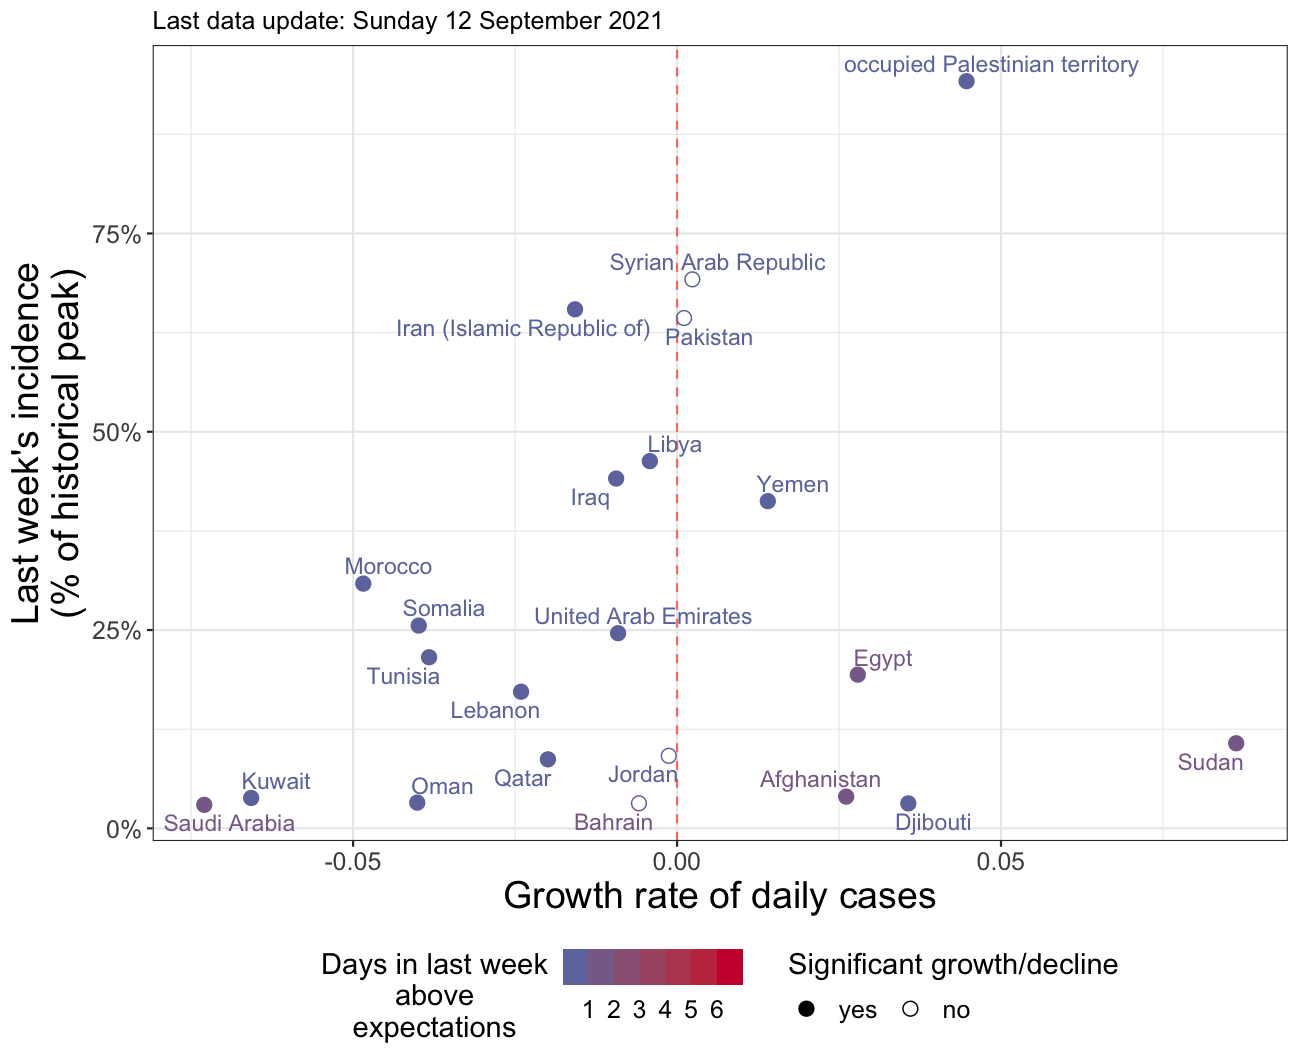 Last data update: Sunday 12 September 2021
occupied Palestinian territory
75%
Syrian Arab Republic
Iran (Islamic Republic of)
Pakistan
50%
Libya
Iraq
Yemen
Morocco
Somalia
United Arab Emirates
25%
Tunisia
Egypt
Lebanon
Sudan
Qatar
Jordan
Kuwait
Oman
Afghanistan
Saudi Arabia
Bahrain
Djibouti
0%
Last week's incidence
(% of historical peak)
-0.05 0.00 0.05
Growth rate of daily cases
Days in last week
above
expectations
1 2 3 4 5 6
Significant growth/decline
yes no